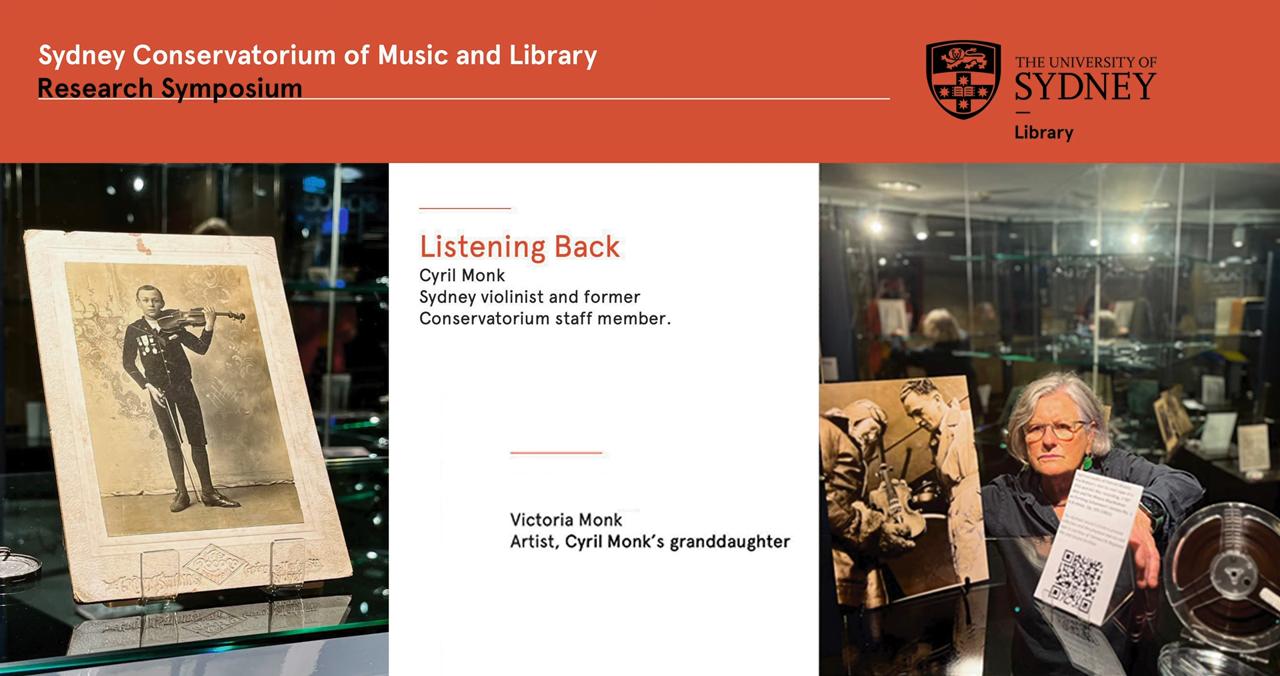 Sydney Conservatorium of Music and Library
Research Symposium
THE UNIVERSITY OF
SYDNEY
Library
Listening Back
Cyril Monk
Sydney violinist and former
Conservatorium staff member.
Victoria Monk
Artist, Cyril Monk's granddaughter